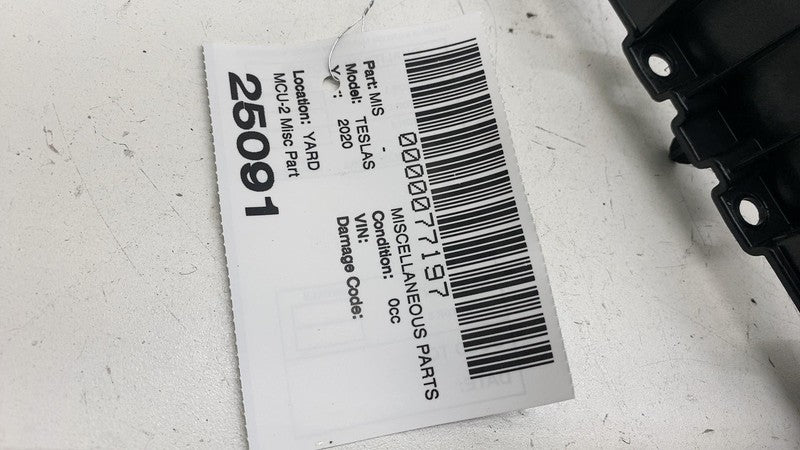 0000077197
Part: MIS - MISCELLANEOUS PARTS
Model: TESLAS Condition: 0cc
2020 VIN:
Damage Code:
Location: YARD
MCU-2 Misc Part
25091